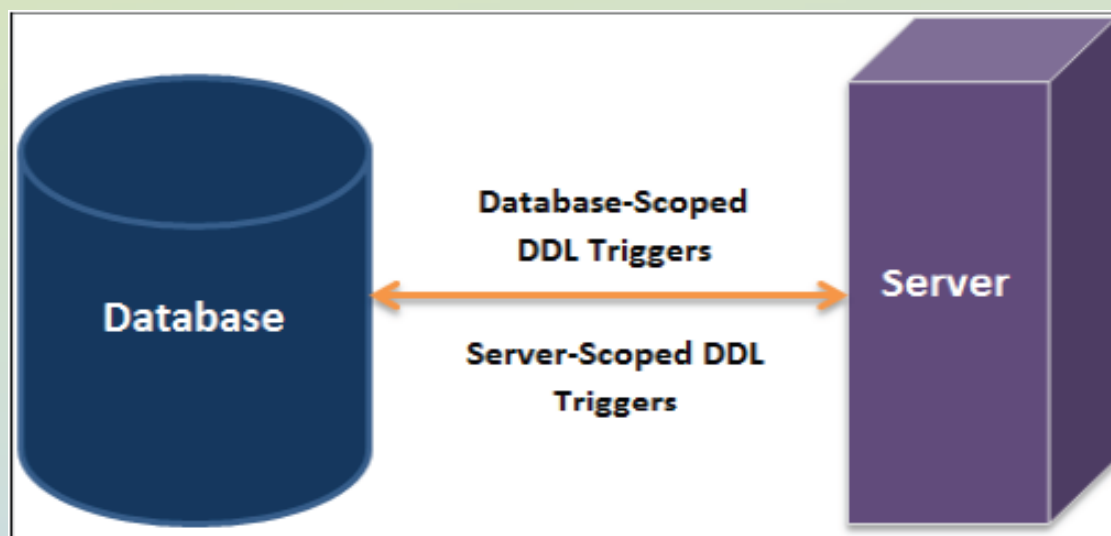 Database
Database-Scoped
DDL Triggers
Server-Scoped DDL
Triggers
Server